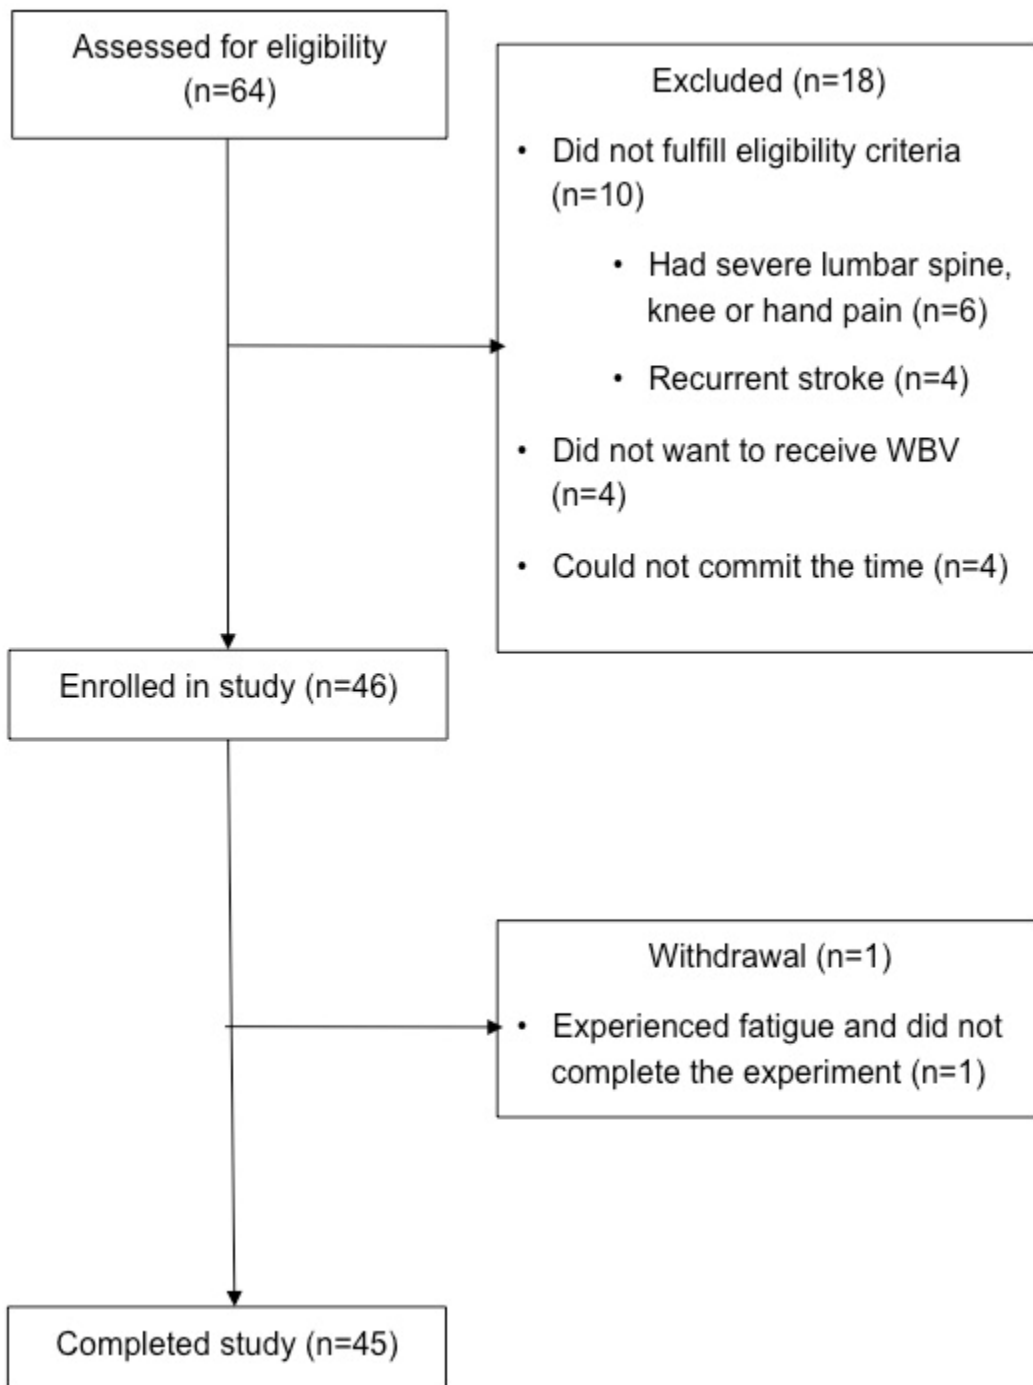 Assessed for eligibility
(n=64)
Excluded (n=18)
• Did not fulfill eligibility criteria
(n=10)
• Had severe lumbar spine,
knee or hand pain (n=6)
• Recurrent stroke (n=4)
• Did not want to receive WBV
(n=4)
• Could not commit the time (n=4)
Enrolled in study (n=46)
Withdrawal (n=1)
• Experienced fatigue and did not
complete the experiment (n=1)
Completed study (n=45)